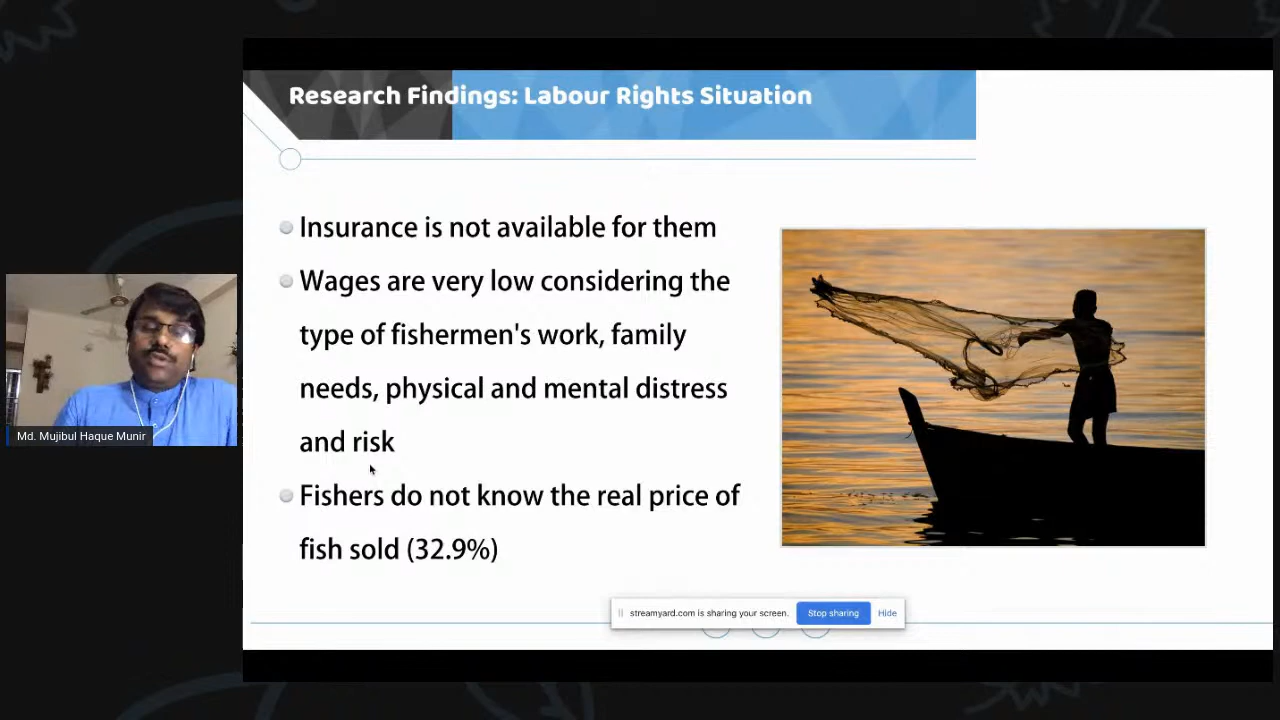 Research Findings: Labour Rights Situation
Insurance is not available for them
Wages are very low considering the
type of fishermen's work, family
needs, physical and mental distress
and risk
Fishers do not know the real price of
fish sold (32.9%)
Md. Mujibul Haque Munir
streamyard.com is sharing your screen.
Stop sharing
Hide